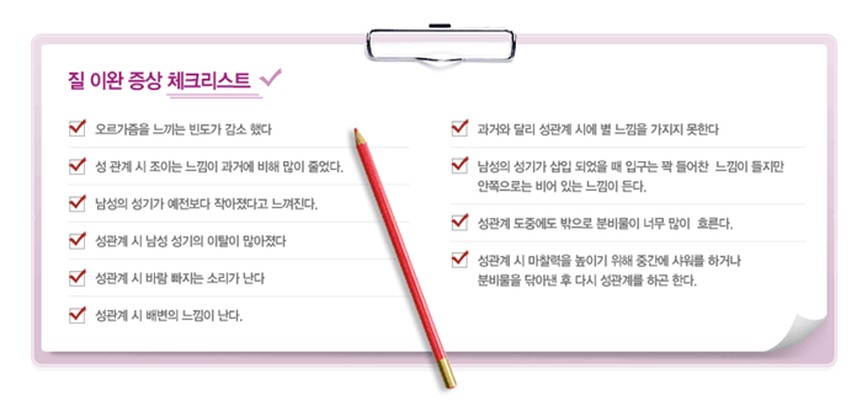 질 이완 증상 체크리스트
오르가즘을 느끼는 빈도가 감소 했다
성 관계 시 조이는 느낌이 과거에 비해 많이 줄었다.
남성의 성기가 예전보다 작아졌다고 느껴진다.
성관계 시 남성 성기의 이탈이 많아졌다
성관계 시 바람 빠지는 소리가 난다
성관계 시 배변의 느낌이 난다.
과거와 달리 성관계 시에 별 느낌을 가지지 못한다
남성의 성기가 삽입 되었을 때 입구는 꽉 들어찬 느낌이 들지만
안쪽으로는 비어 있는 느낌이 든다.
성관계 도중에도 밖으로 분비물이 너무 많이 흐른다.
성관계 시 마찰력을 높이기 위해 중간에 샤워를 하거나
분비물을 닦아낸 후 다시 성관계를 하곤 한다.